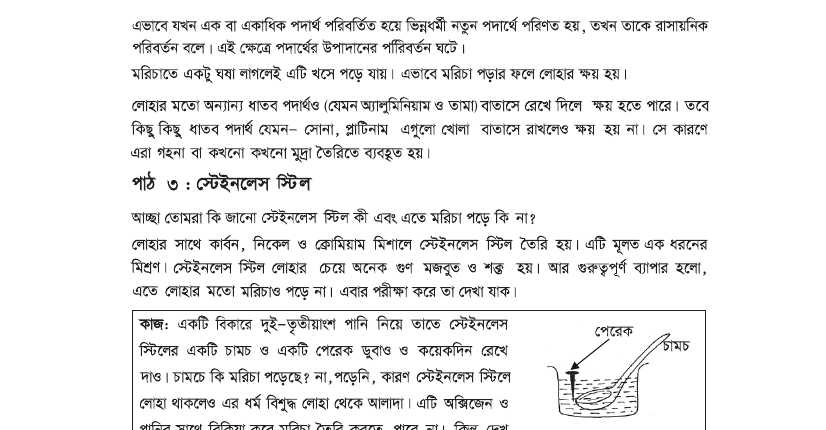 এভাবে যখন এক বা একাধিক পদার্থ পরিবর্তিত হয়ে ভিন্নধর্মী নতুন পদার্থে পরিণত হয়, তখন তাকে রাসায়নিক
পরিবর্তন বলে। এই ক্ষেত্রে পদার্থের উপাদানের পরিিবর্তন ঘটে।
মরিচাতে একটু ঘষা লাগলেই এটি খসে পড়ে যায়। এভাবে মরিচা পড়ার ফলে লোহার ক্ষয় হয়।
লোহার মতো অন্যান্য ধাতব পদার্থও (যেমন অ্যালুমিনিয়াম ও তামা) বাতাসে রেখে দিলে ক্ষয় হতে পারে। তবে
কিছু কিছু ধাতব পদার্থ যেমন– সোনা, প্লাটিনাম এগুলো খোলা বাতাসে রাখলেও ক্ষয় হয় না। সে কারণে
এরা গহনা বা কখনো কখনো মুদ্রা তৈরিতে ব্যবহৃত হয়।
পাঠ ৩ : স্টেইনলেস স্টিল
আচ্ছা তোমরা কি জানো স্টেইনলেস স্টিল কী এবং এতে মরিচা পড়ে কি না?
লোহার সাথে কার্বন, নিকেল ও ক্রোমিয়াম মিশালে স্টেইনলেস স্টিল তৈরি হয়। এটি মূলত এক ধরনের
মিশ্রণ। স্টেইনলেস স্টিল লোহার চেয়ে অনেক গুণ মজবুত ও শক্ত হয়। আর গুরুত্বপূর্ণ ব্যাপার হলো,
এতে লোহার মতো মরিচাও পড়ে না। এবার পরীক্ষা করে তা দেখা যাক।
কাজ: একটি বিকারে দুই–তৃতীয়াংশ পানি নিয়ে তাতে স্টেইনলেস
স্টিলের একটি চামচ ও একটি পেরেক ডুবাও ও কয়েকদিন রেখে
দাও। চামচে কি মরিচা পড়েছে? না,পড়েনি, কারণ স্টেইনলেস স্টিলে
লোহা থাকলেও এর ধর্ম বিশুদ্ধ লোহা থেকে আলাদা। এটি অক্সিজেন ও
পানির সাথে বিক্রিয়া করে মরিচা তৈরি করতে পারে না। কিন্তু দেখ
পেরেক
চামচ